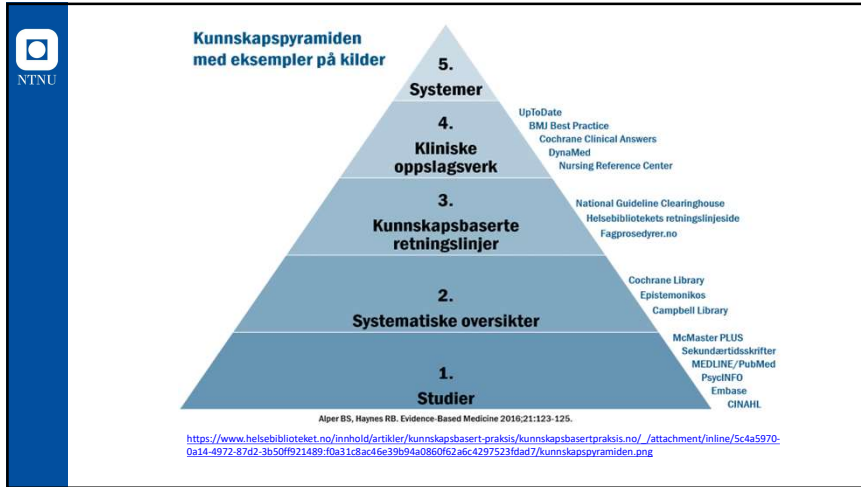 NTNU
Kunnskapspyramiden
med eksempler på kilder
5.
Systemer
4.
Kliniske
oppslagsverk
UpToDate
BMJ Best Practice
Cochrane Clinical Answers
DynaMed
Nursing Reference Center
3.
Kunnskapsbaserte
retningslinjer
National Guideline Clearinghouse
Helsebibliotekets retningslinjeside
Fagprosedyrer.no
2.
Systematiske oversikter
Cochrane Library
Epistemonikos
Campbell Library
1.
Studier
McMaster PLUS
Sekundærtidsskrifter
MEDLINE/PubMed
PsycINFO
Embase
CINAHL
Alper BS, Haynes RB. Evidence-Based Medicine 2016;21:123-125.
https://www.helsebiblioteket.no/innhold/artikler/kunnskapsbasert-praksis/kunnskapsbasertpraksis.no/_/attachment/inline/5c4a5970-
0a14-4972-87d2-3b50ff921489:f0a31c8ac46e39b94a0860f62a6c4297523fdad7/kunnskapspyramiden.png